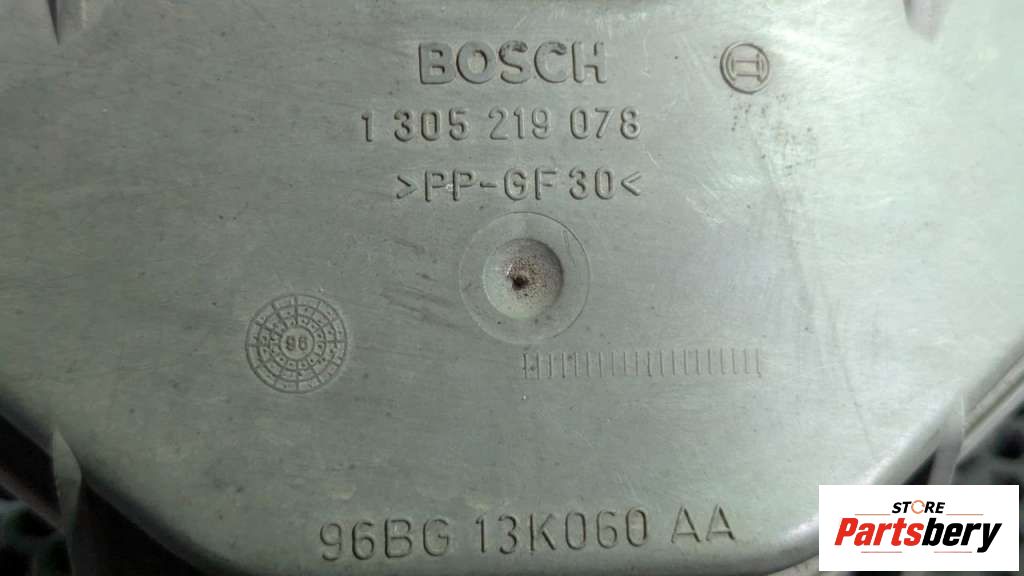 BOSCH
1 305 219 078
>PP-GF30<
96
96BG 13K060 AA
STORE
Partsbery